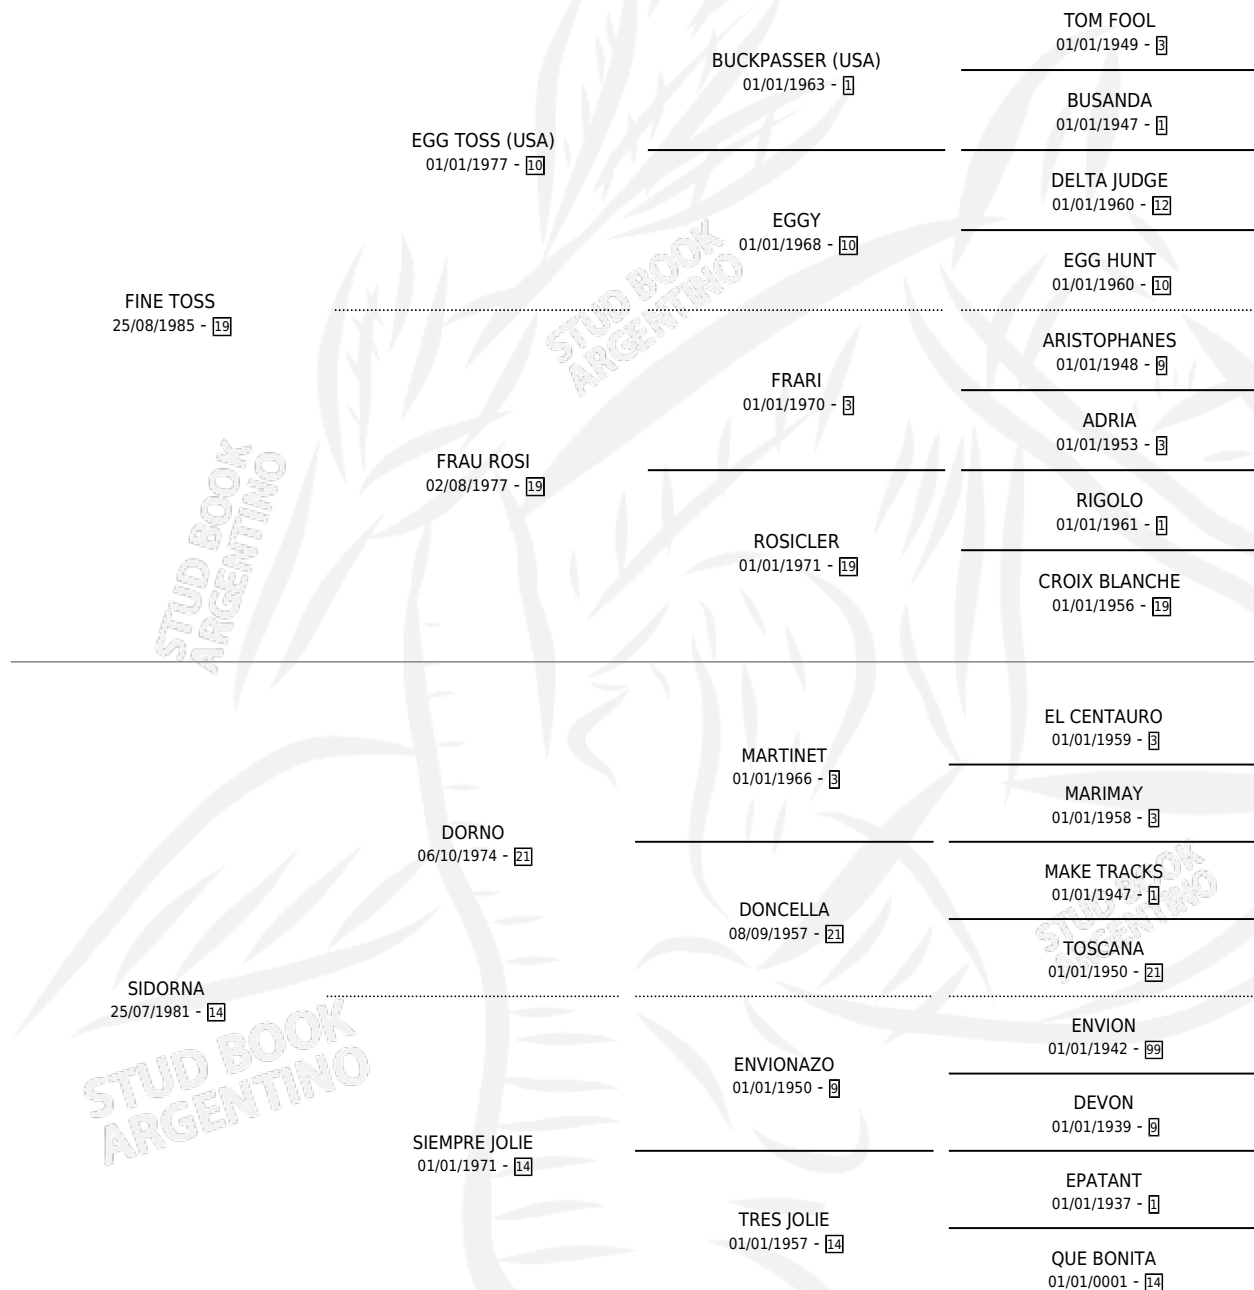 TOM FOOL
01/01/1949 - 3
BUCKPASSER (USA)
01/01/1963 - 1
BUSANDA
01/01/1947 - 1
EGG TOSS (USA)
01/01/1977 - 10
DELTA JUDGE
01/01/1960 - 12
EGGY
01/01/1968 - 10
EGG HUNT
01/01/1960 - 10
FINE TOSS
25/08/1985 - 19
STUD BOOK
ARGENTINO
ARISTOPHANES
01/01/1948 - 9
FRARI
01/01/1970 - 3
ADRIA
01/01/1953 - 3
FRAU ROSI
02/08/1977 - 19
RIGOLO
01/01/1961 - 1
ROSICLER
01/01/1971 - 19
CROIX BLANCHE
01/01/1956 - 19
STUD BOOK
ARGENTINO
EL CENTAURO
01/01/1959 - 3
MARTINET
01/01/1966 - 3
MARIMAY
01/01/1958 - 3
DORNO
06/10/1974 - 21
MAKE TRACKS
01/01/1947 - 1
DONCELLA
08/09/1957 - 21
STUD BOOK
ARGENTINO
TOSCANA
01/01/1950 - 21
SIDORNA
25/07/1981 - 14
STUD BOOK
ARGENTINO
ENVION
01/01/1942 - 99
ENVIONAZO
01/01/1950 - 9
DEVON
01/01/1939 - 9
SIEMPRE JOLIE
01/01/1971 - 14
EPATANT
01/01/1937 - 1
TRES JOLIE
01/01/1957 - 14
QUE BONITA
01/01/0001 - 14